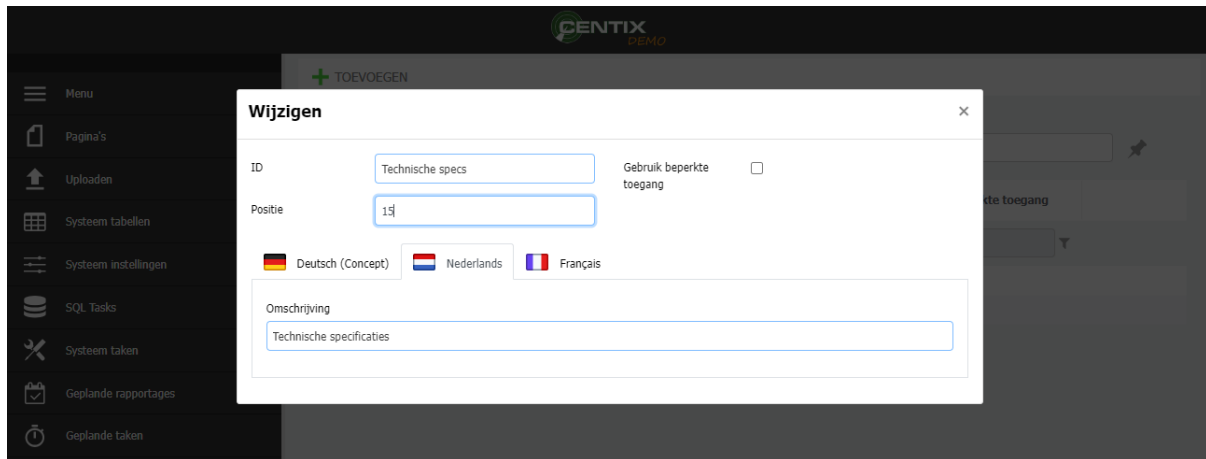 CENTIX
DEMO
TOEVOEGEN
Menu
Pagina's
Uploaden
Systeem tabellen
Systeem instellingen
SQL Tasks
Systeem taken
Geplande rapportages
Geplande taken
Wijzigen
×
ID
Technische specs
Gebruik beperkte
toegang
Positie
15
Deutsch (Concept)
Nederlands
Français
Omschrijving
Technische specificaties
toegang